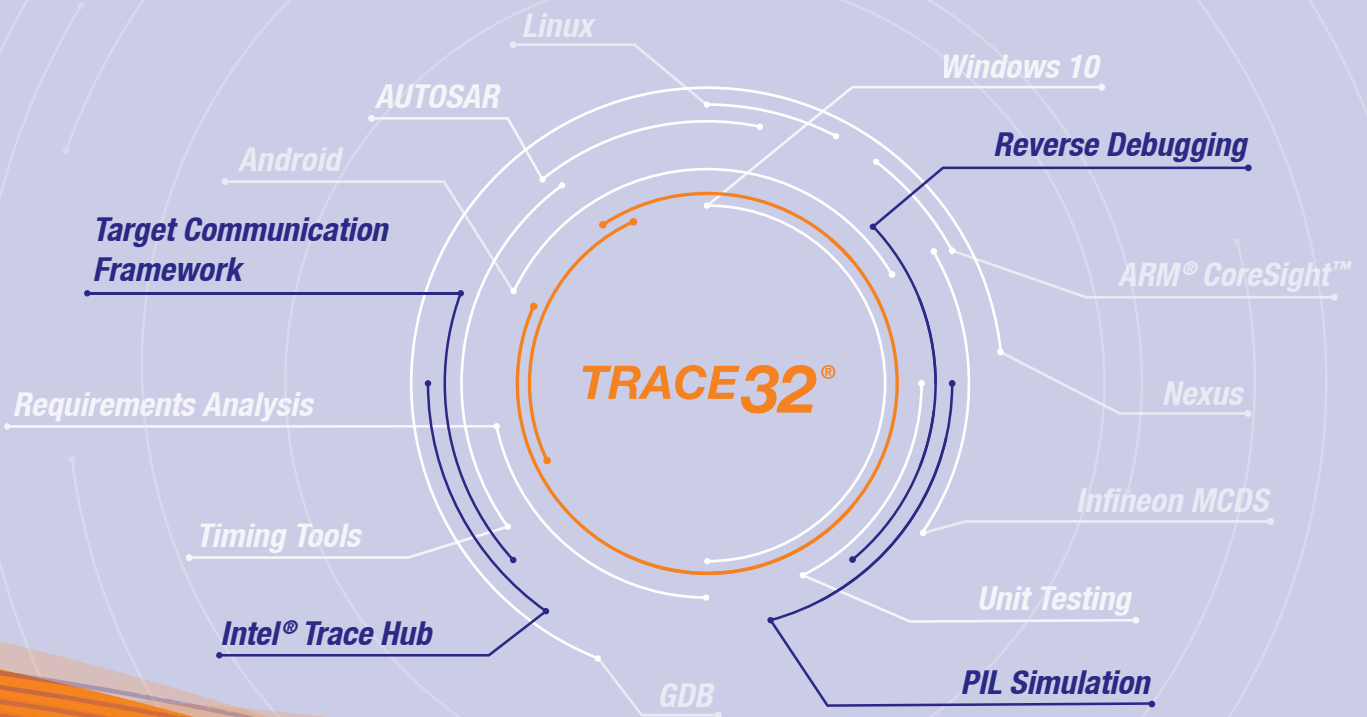 Linux
Windows 10
AUTOSAR
Reverse Debugging
Android
Target Communication
Framework
ARM® CoreSight™
TRACE32®
Requirements Analysis
Nexus
Infineon MCDS
Timing Tools
Unit Testing
Intel® Trace Hub
PIL Simulation
GDB